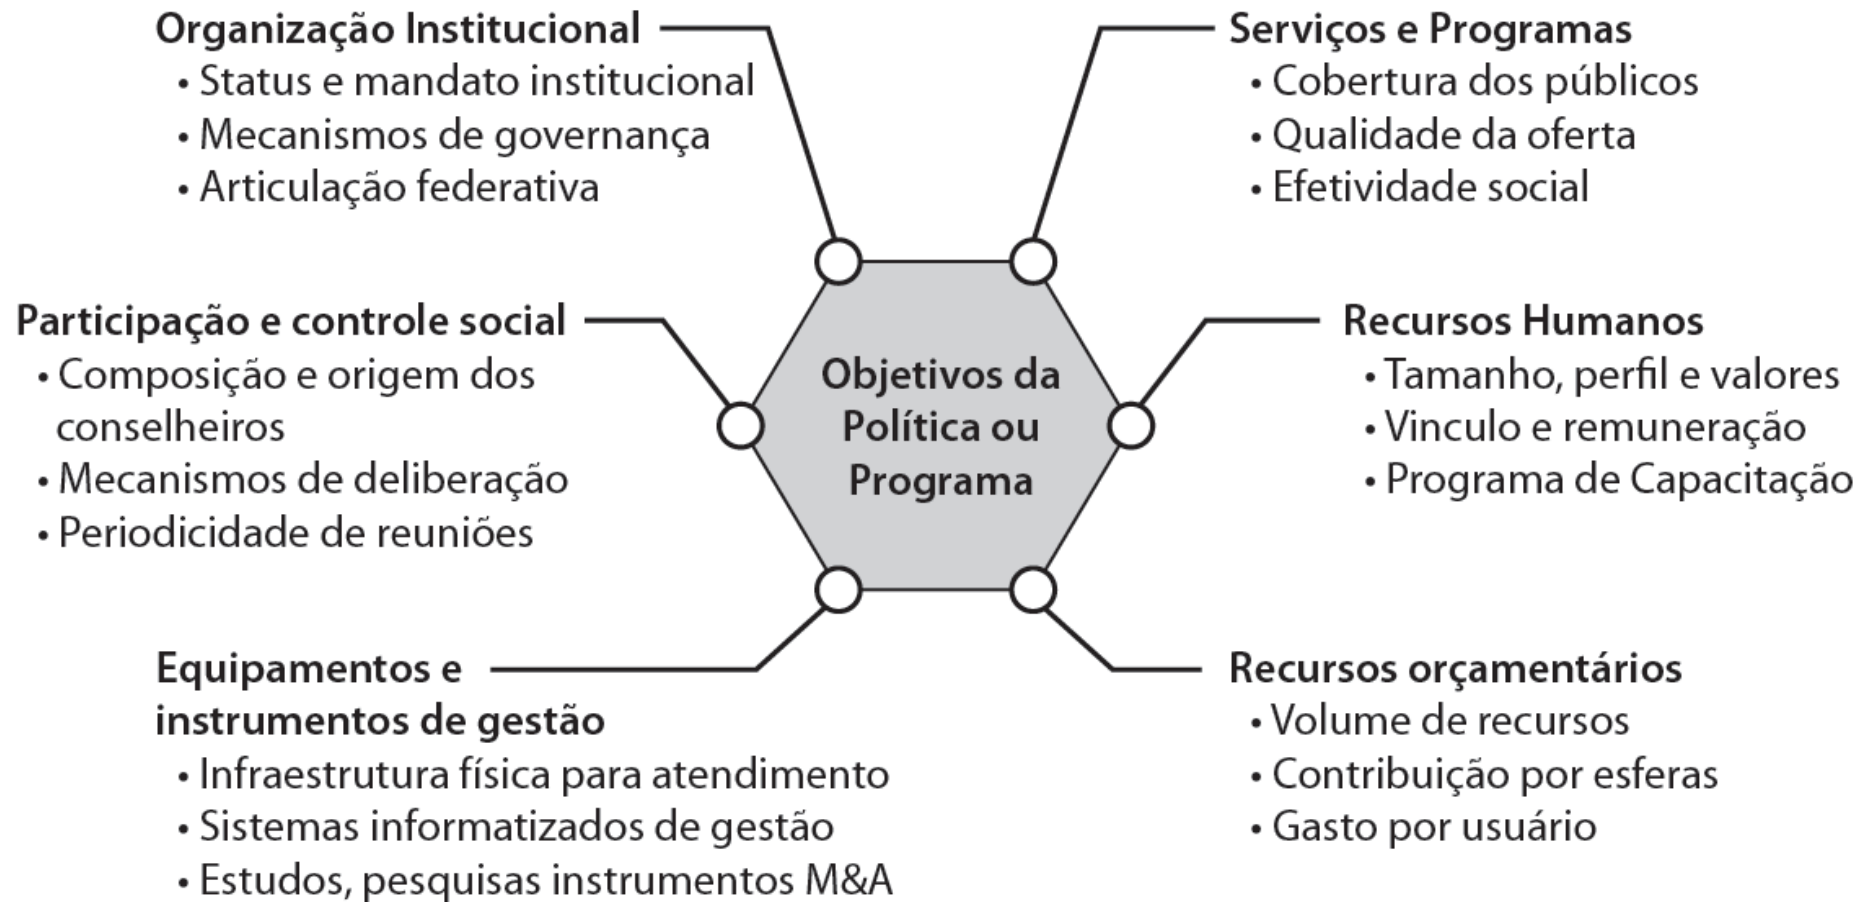 Organização Institucional
• Status e mandato institucional
• Mecanismos de governança
• Articulação federativa
Serviços e Programas
• Cobertura dos públicos
• Qualidade da oferta
• Efetividade social
Participação e controle social
• Composição e origem dos
conselheiros
• Mecanismos de deliberação
• Periodicidade de reuniões
Objetivos da
Política ou
Programa
Recursos Humanos
• Tamanho, perfil e valores
• Vinculo e remuneração
• Programa de Capacitação
Equipamentos e
instrumentos de gestão
• Infraestrutura física para atendimento
• Sistemas informatizados de gestão
• Estudos, pesquisas instrumentos M&A
Recursos orçamentários
• Volume de recursos
• Contribuição por esferas
• Gasto por usuário